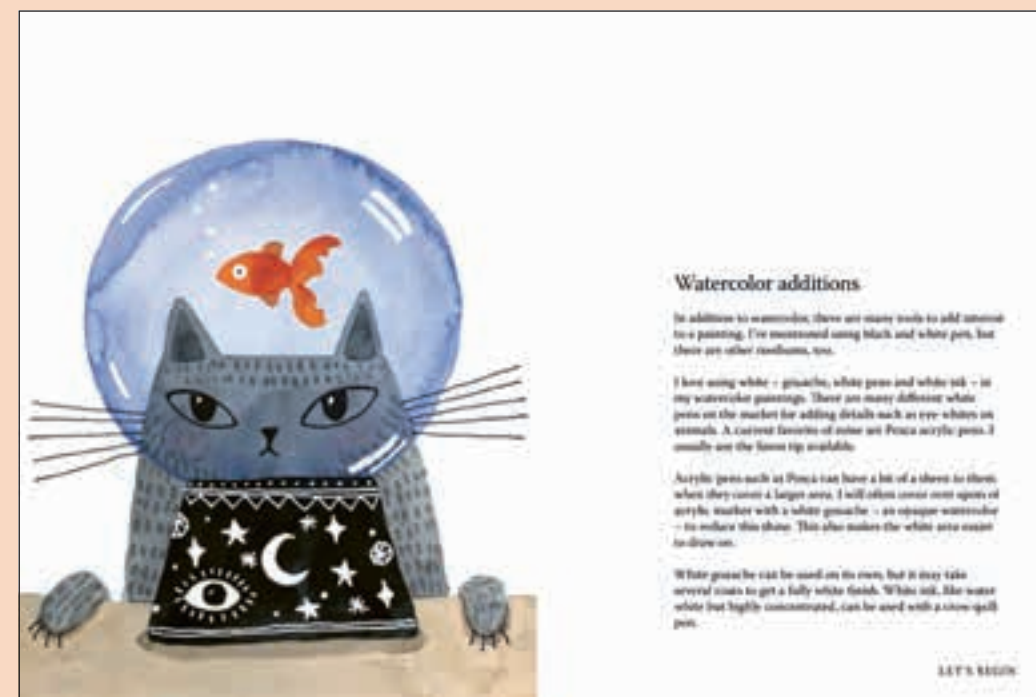 Watercolor additions
In addition to watercolor, there are many tools to add interest
to a painting. I've mentioned using black and white pen, but
there are other mediums, too.
I love using white – gouache, white pens and white ink – in
my watercolor paintings. There are many different white
pens on the market for adding details such as eye whites on
animals. A current favorite of mine are Posca acrylic pens. I
usually use the finest tip available.
Acrylic pens such as Posca can have a bit of a sheen to them
when they cover a larger area. I will often cover over spots of
acrylic marker with a white gouache – an opaque watercolor
– to reduce this shine. This also makes the white area easier
to draw on.
White gouache can be used on its own, but it may take
several coats to get a fully white finish. White ink, like water
white but highly concentrated, can be used with a crow quill
pen.
LET'S BEGIN